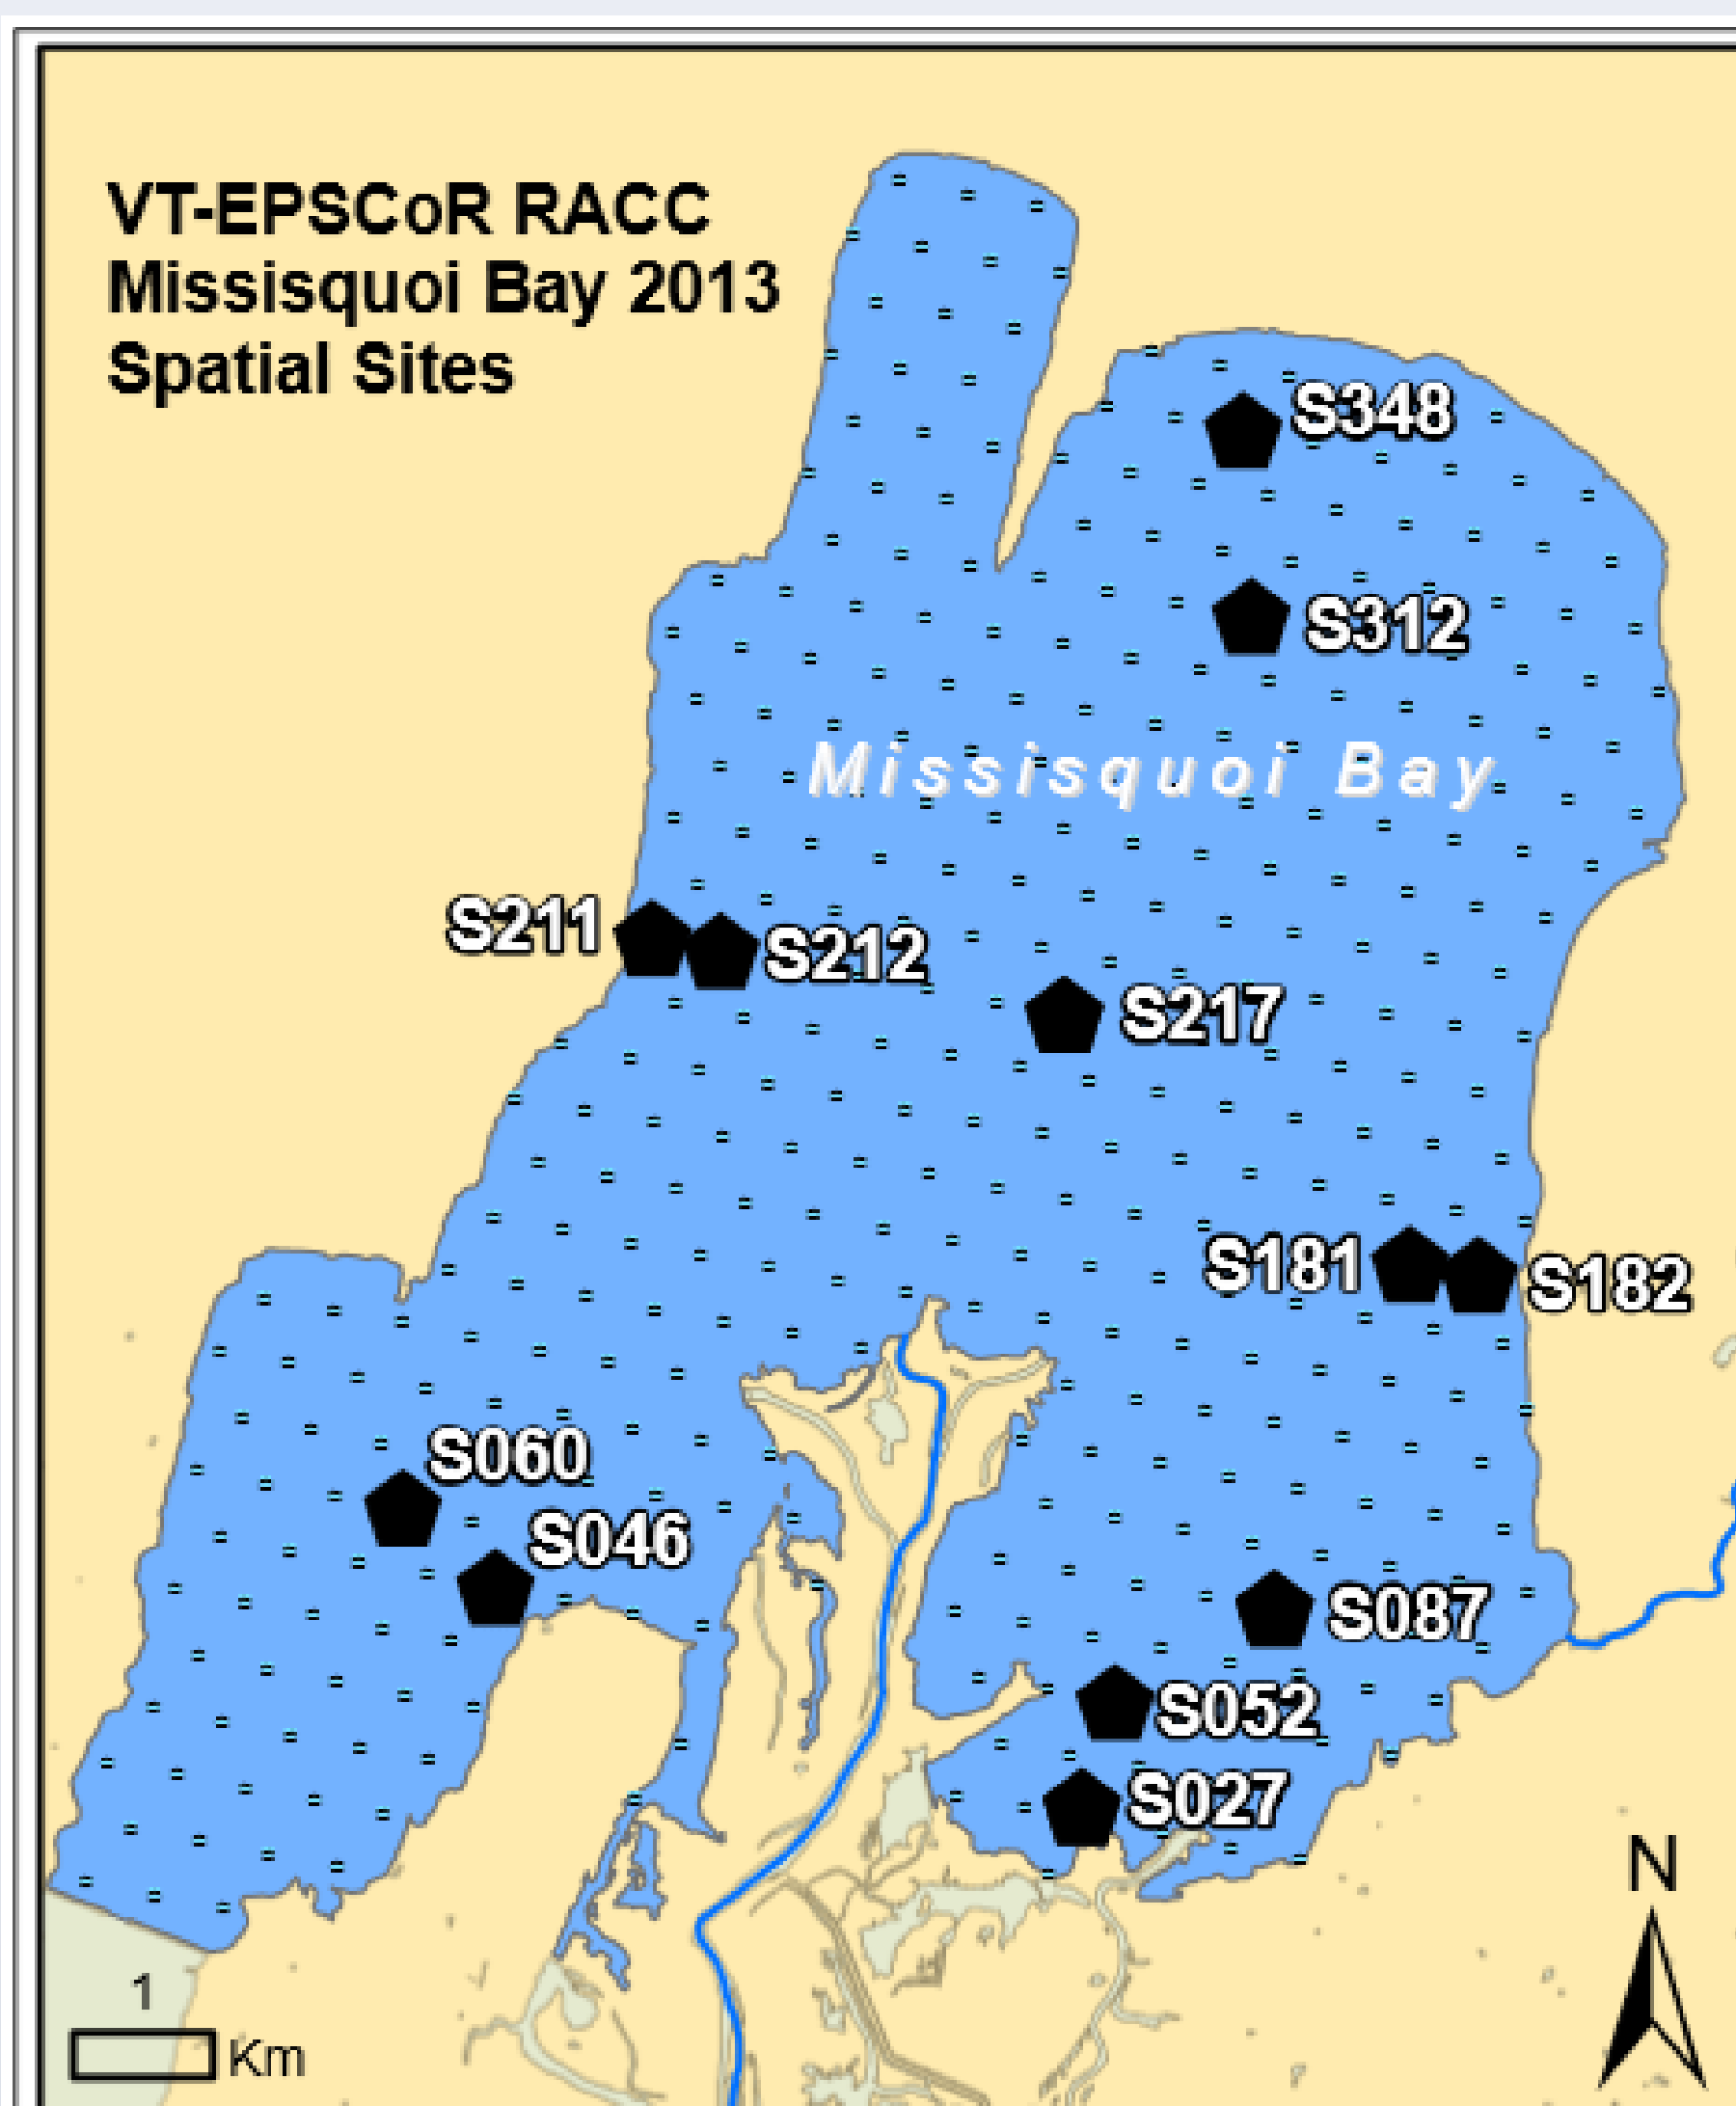 VT-EPSCoR RACC
Missisquoi Bay 2013
Spatial Sites
S348
S312
Missisquoi Bay
S211
S212
S217
S181
S182
S060
S046
S087
S052
S027
N
1
Km